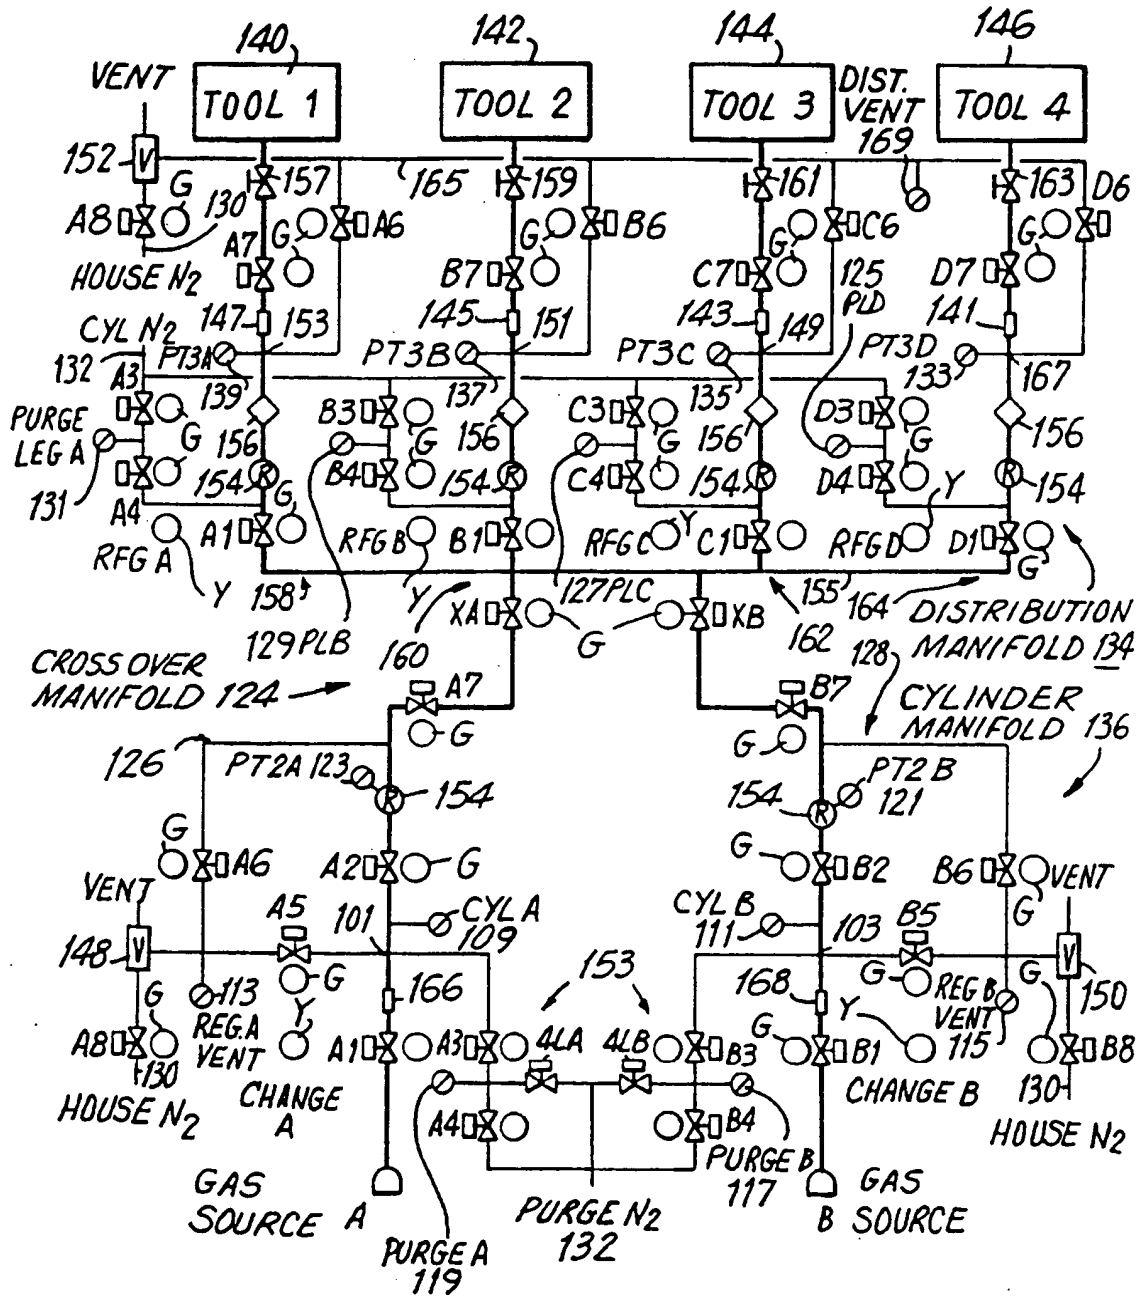 140 142 144 146
VENT TOOL 1 TOOL 2 TOOL 3 DIST. VENT 169 TOOL 4
152 V 157 165 159 161 163 D6
A8 G 130 G A6 B6 G C6 G
HOUSE N2 A7 B7 G C7 125 D7
CYL N2 147 153 145 151 143 149 PLD 141
132 PT3A PT3B PT3C PT3D 133 167
A3 139 B3 137 C3 135 D3
PURGE LEG A G 156 G 156 G 156 G 156
131 154 R B4 154 R C4 154 R D4 Y R 154
A4 G
RFG A A1 RFG B B1 RFG C Y C1 RFG D D1 G
Y 158 Y 127 PLC 155 164 DISTRIBUTION
129 PLB 160 XA G XB 162 MANIFOLD 134
CROSS OVER
MANIFOLD 124 A7 B7 128 CYLINDER
MANIFOLD 136
G G
126 PT2A 123 PT2B
R 154 154 R 121
G A6 A2 G G B2 B6 G VENT
VENT A5 101 CYL A CYL B B5
109 111 103
148 V G 166 153 168 G V 150
G 113 Y REG B G
REG. A VENT 4LA 4LB G Y VENT
A8 130 A1 A3 B3 B1 115 B8
HOUSE N2 CHANGE A CHANGE B 130
A4 B4 HOUSE N2
GAS SOURCE A PURGE N2 PURGE B B GAS SOURCE
132 117
PURGE A
119